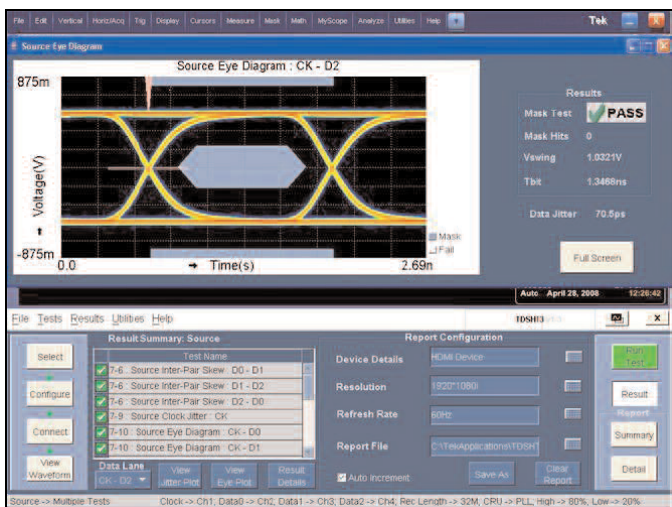 File Edit Vertical Horiz/Acq Trig Display Cursors Measure Mask Math MyScope Analyze Utilities Help Tek
Source Eye Diagram
Source Eye Diagram : CK - D2
875m
Voltage(V)
-875m
0.0
Time(s)
2.69n
Mask
Fail
Results
Mask Test PASS
Mask Hits 0
Vswing 1.0321V
Tbit 1.3468ns
Data Jitter 70.5ps
Full Screen
Auto April 28, 2008 12:26:42
File Tests Results Utilities Help
X
Select
Configure
Connect
View Waveform
Result Summary: Source
Test Name
7-6 : Source Inter-Pair Skew : D0 - D1
7-6 : Source Inter-Pair Skew : D1 - D2
7-6 : Source Inter-Pair Skew : D2 - D0
7-9 : Source Clock Jitter : CK
7-10 : Source Eye Diagram : CK - D0
7-10 : Source Eye Diagram : CK - D1
Data Lane
CK - D2
View Jitter Plot
View Eye Plot
Result Details
Report Configuration
Device Details HDMI Device
Resolution 1920*1080i
Refresh Rate 60Hz
Report File C:\TekApplications\TDSHT
Auto Increment
Save As
Clear Report
Run Test
Result
Report
Summary
Detail
Source -> Multiple Tests Clock -> Ch1, Data0 -> Ch2, Data1 -> Ch3, Data2 -> Ch4, Rec Length -> 32M, CRU -> PLL, High -> 80%, Low -> 20%